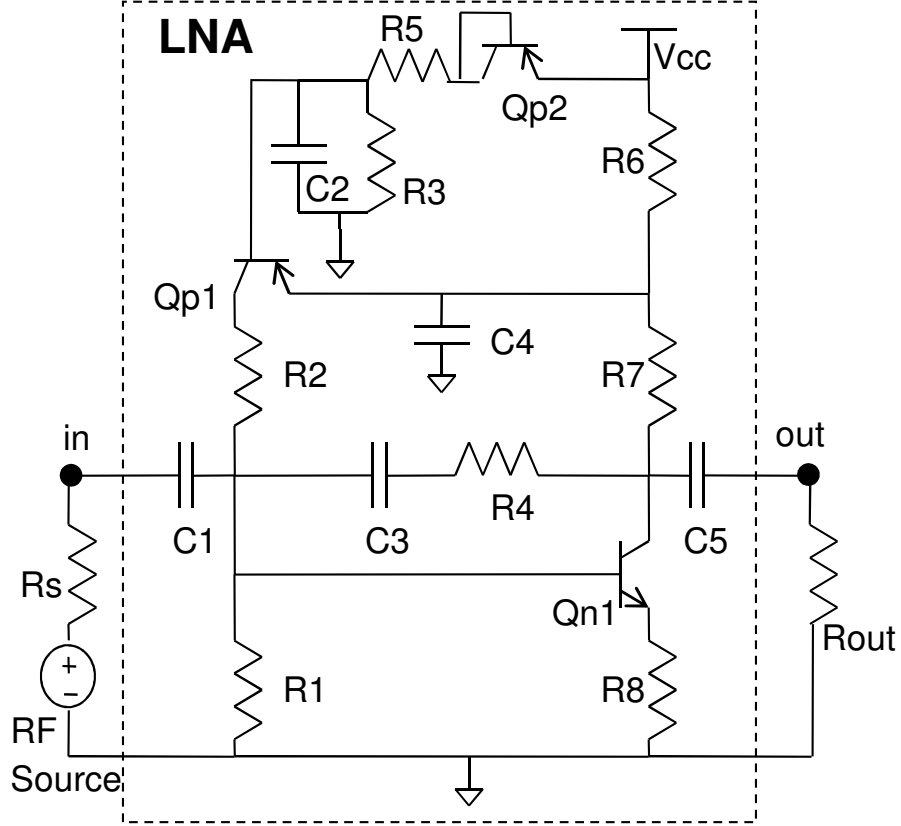 LNA
R5
Vcc
Qp2
R6
C2
R3
Qp1
C4
R2
R7
in
out
R4
C1
C3
C5
Rs
Qn1
Rout
+
−
R1
R8
RF
Source